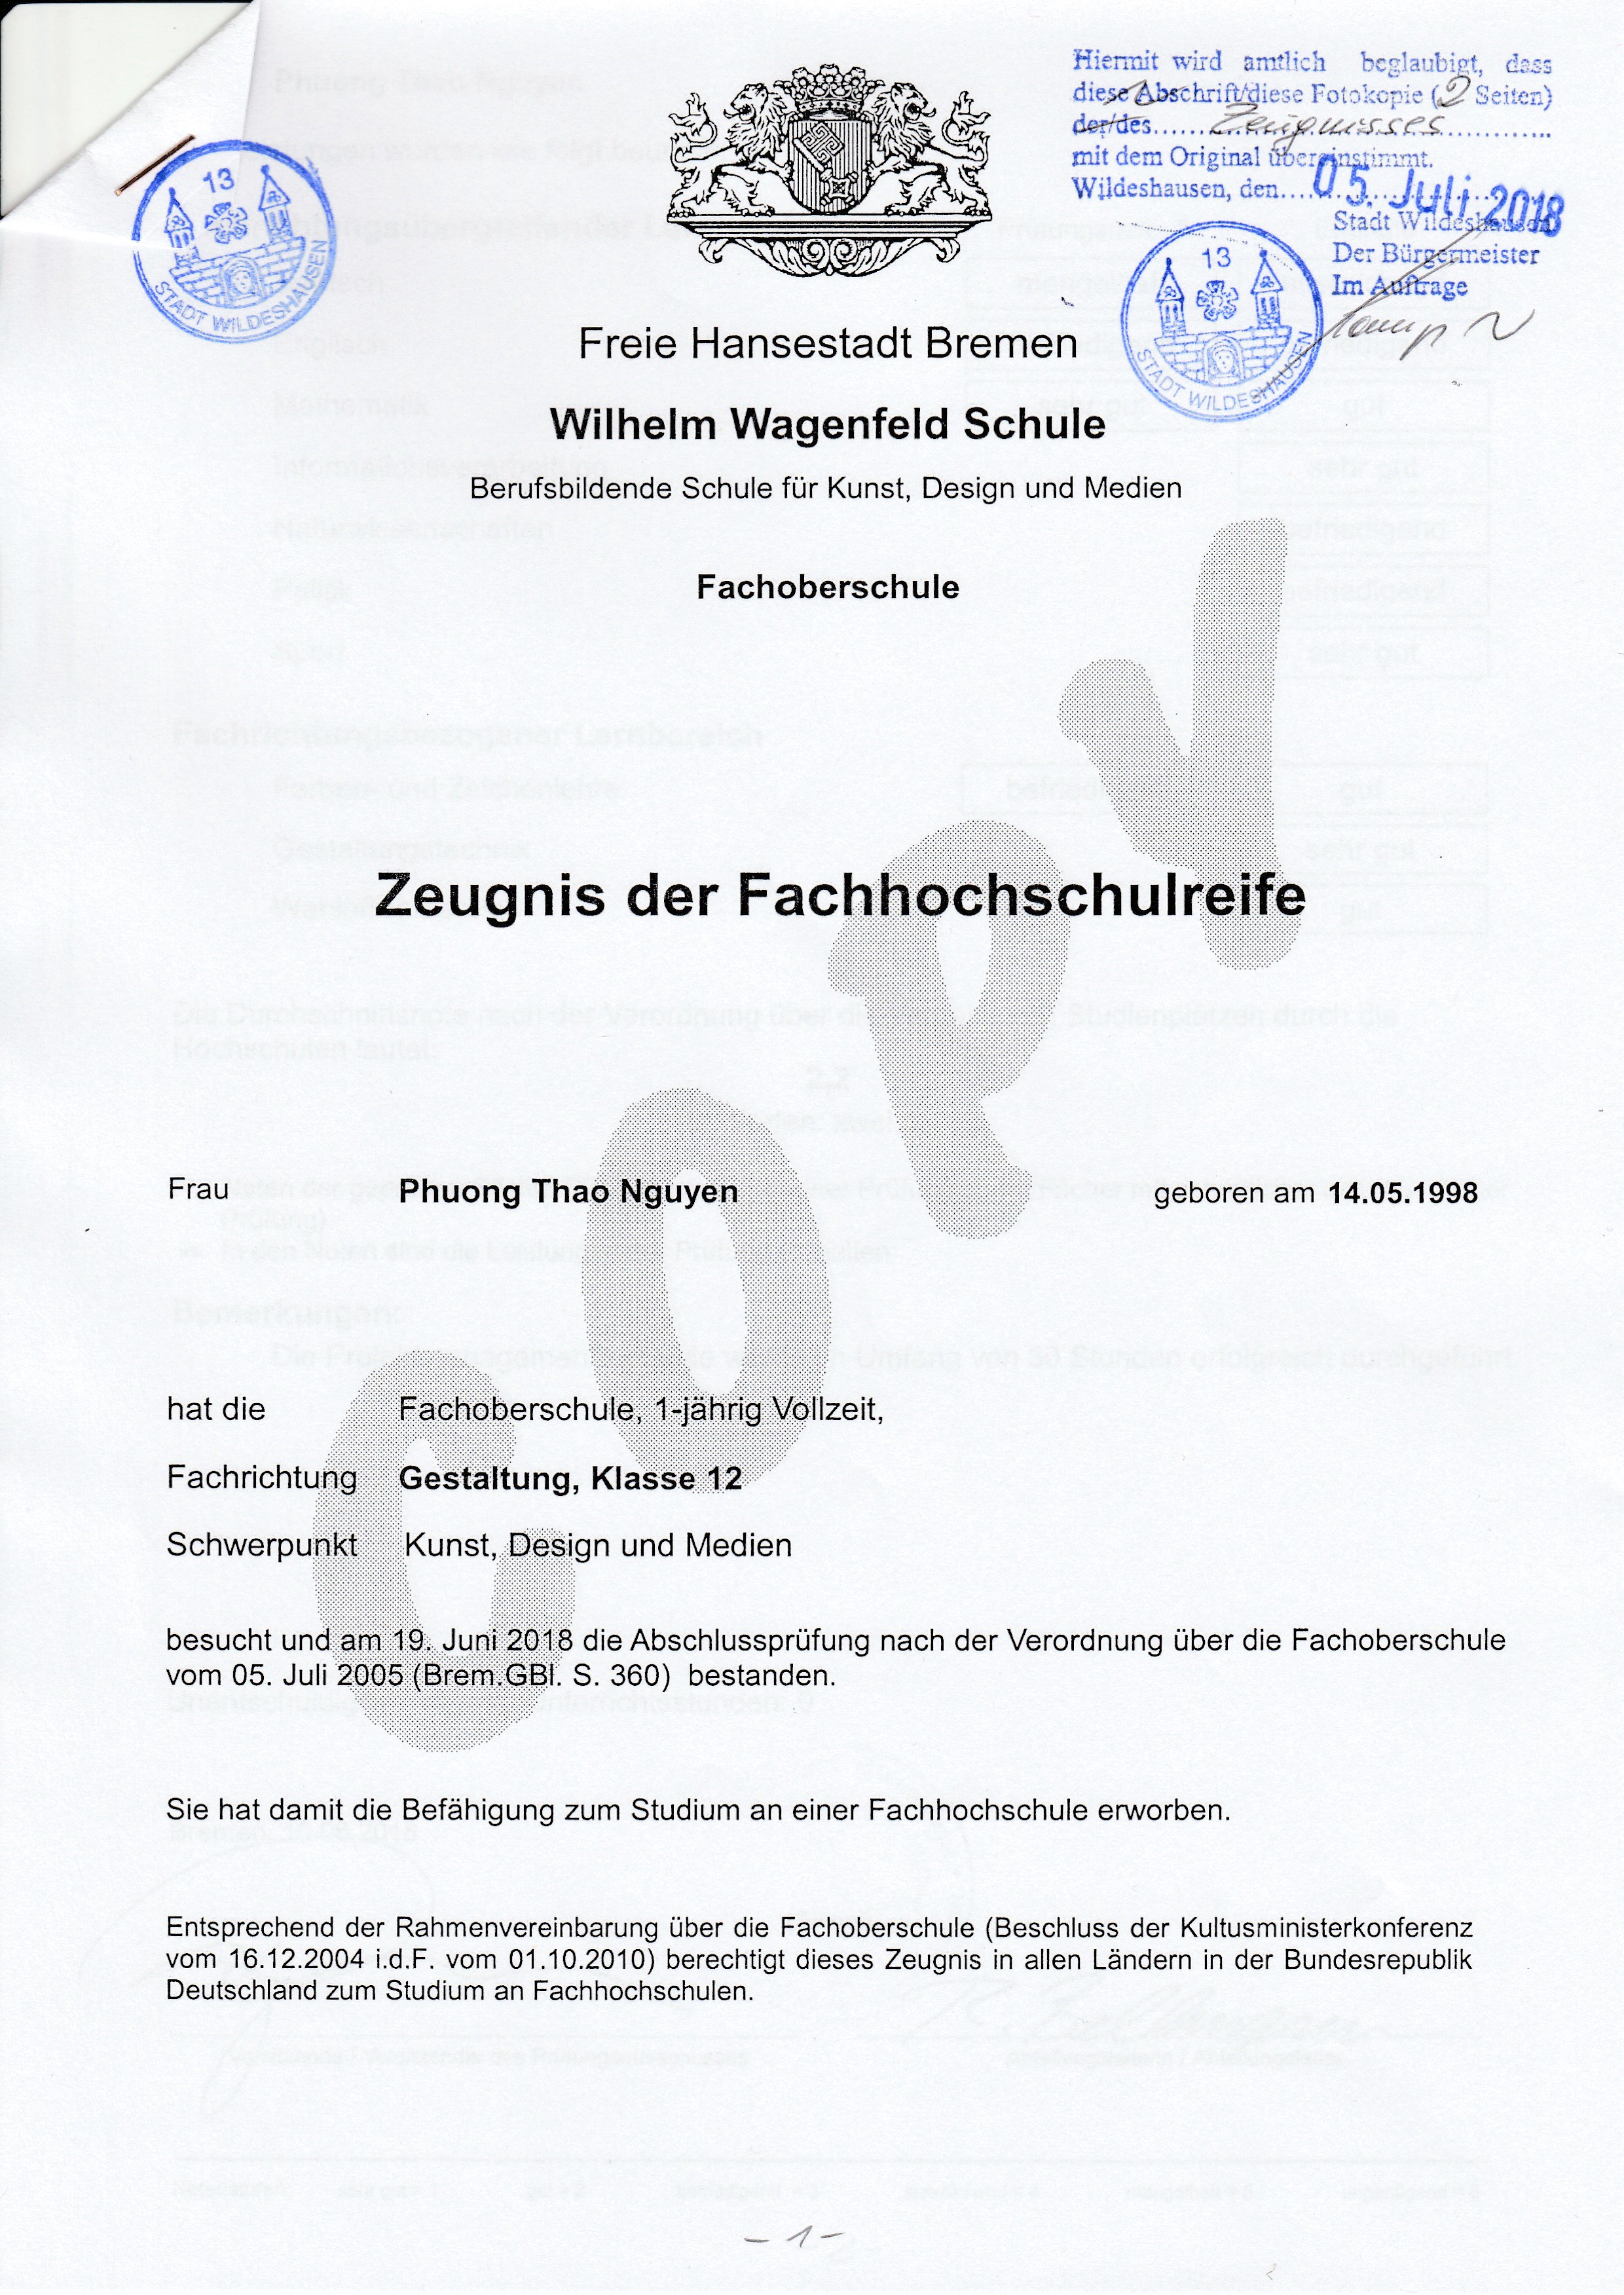 Hiermit wird amtlich beglaubigt, dass
diese Abschrift/diese Fotokopie (2 Seiten)
der/des......Zeugnisses......
mit dem Original übereinstimmt.
Wildeshausen, den....05. Juli 2018
Stadt Wildeshausen
Der Bürgermeister
Im Auftrage
13
STADT WILDESHAUSEN
13
STADT WILDESHAUSEN
Freie Hansestadt Bremen
Wilhelm Wagenfeld Schule
Berufsbildende Schule für Kunst, Design und Medien
Fachoberschule
Zeugnis der Fachhochschulreife
Frau Phuong Thao Nguyen geboren am 14.05.1998
hat die Fachoberschule, 1-jährig Vollzeit,
Fachrichtung Gestaltung, Klasse 12
Schwerpunkt Kunst, Design und Medien
besucht und am 19. Juni 2018 die Abschlussprüfung nach der Verordnung über die Fachoberschule
vom 05. Juli 2005 (Brem.GBl. S. 360) bestanden.
Sie hat damit die Befähigung zum Studium an einer Fachhochschule erworben.
Entsprechend der Rahmenvereinbarung über die Fachoberschule (Beschluss der Kultusministerkonferenz
vom 16.12.2004 i.d.F. vom 01.10.2010) berechtigt dieses Zeugnis in allen Ländern in der Bundesrepublik
Deutschland zum Studium an Fachhochschulen.
COPY
- 1 -